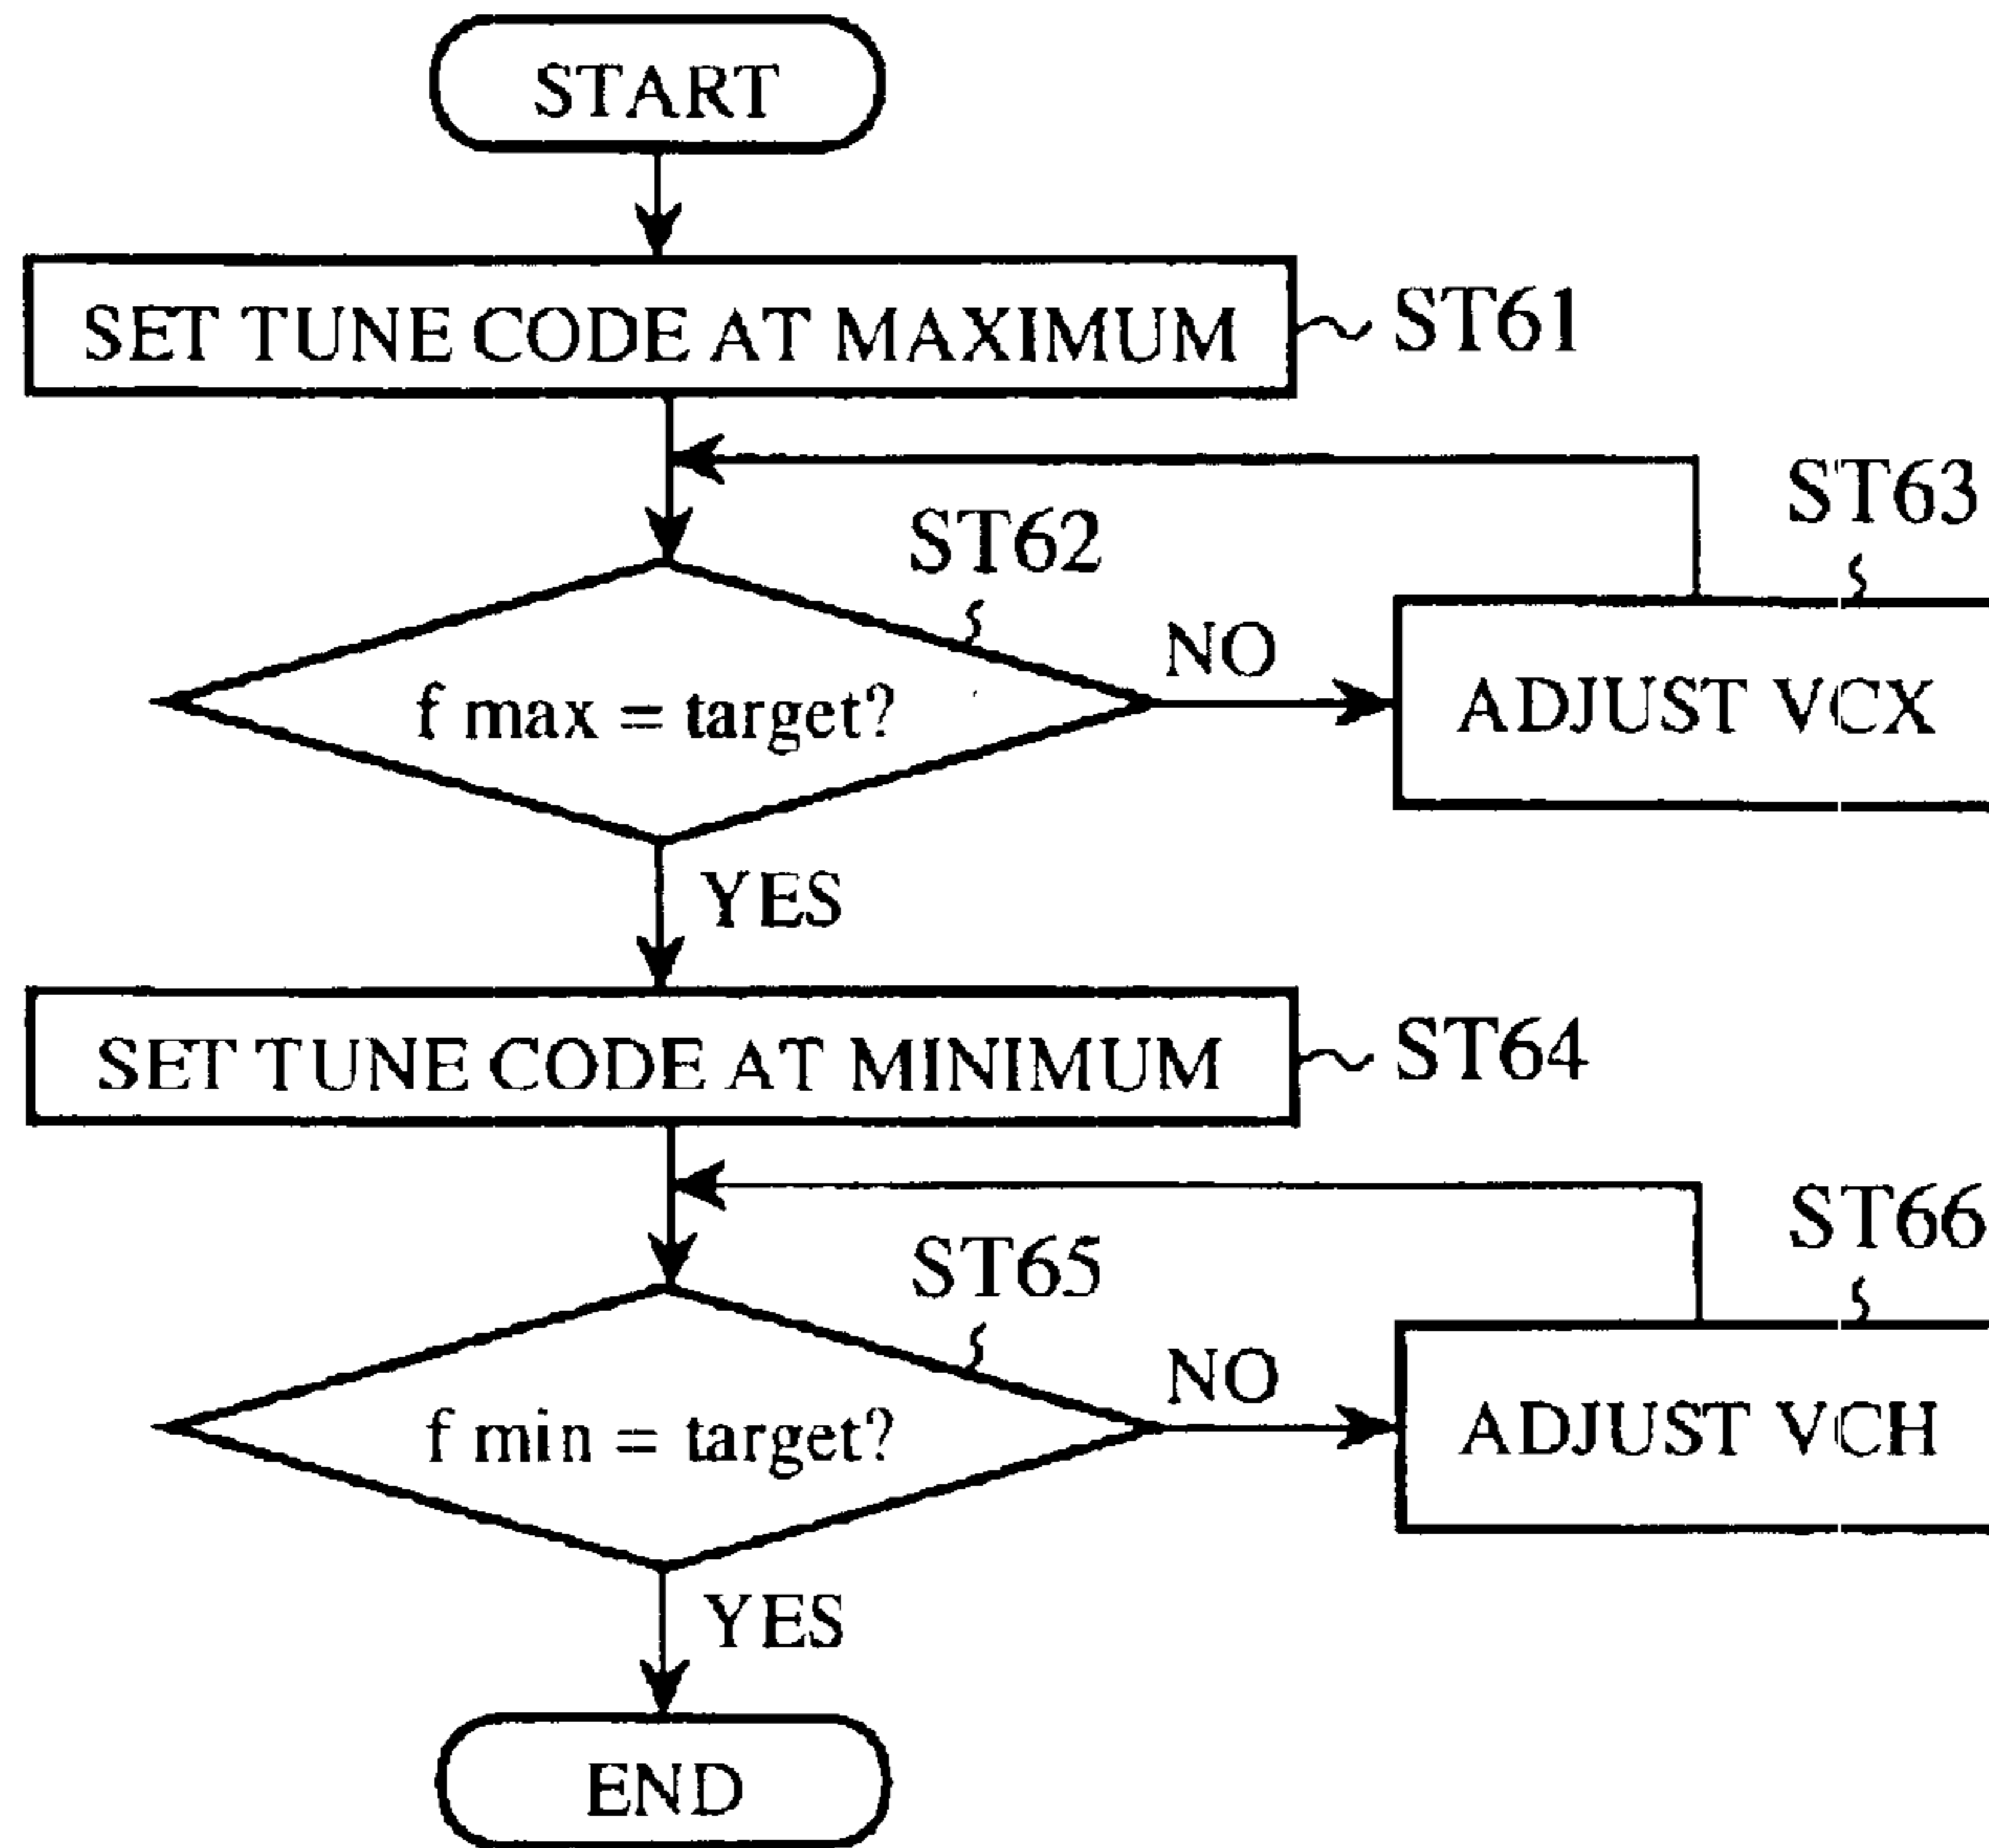 START
SET TUNE CODE AT MAXIMUM
ST61
ST62
ST63
f max = target?
NO
ADJUST VCX
YES
SET TUNE CODE AT MINIMUM
ST64
ST65
ST66
f min = target?
NO
ADJUST VCH
YES
END